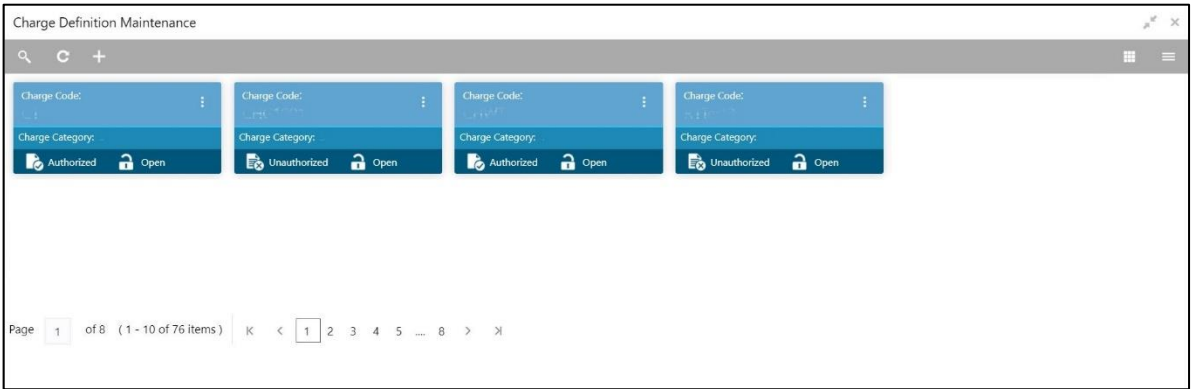 Charge Definition Maintenance
Charge Code: Charge Code: Charge Code: Charge Code:
Charge Category: Charge Category: Charge Category: Charge Category:
Authorized Open Unauthorized Open Authorized Open Unauthorized Open
Page 1 of 8 ( 1 - 10 of 76 items ) 1 2 3 4 5 .... 8